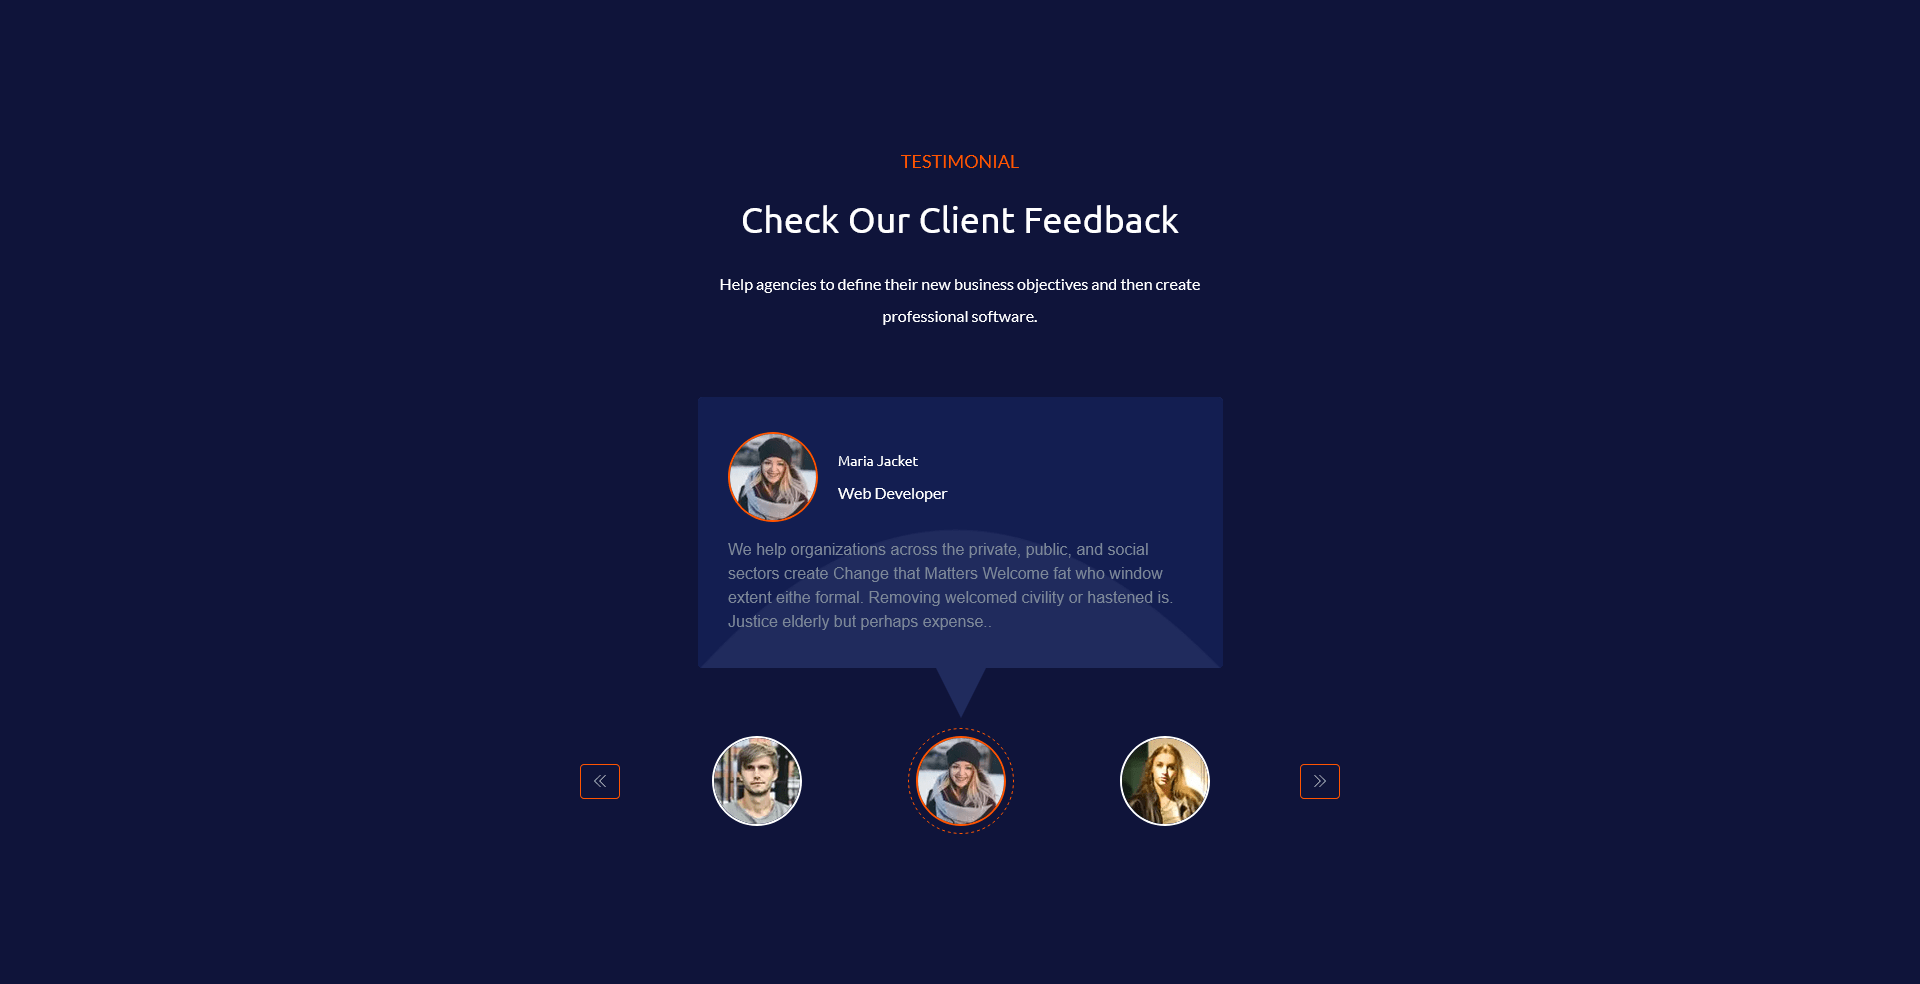 TESTIMONIAL
Check Our Client Feedback
Help agencies to define their new business objectives and then create
professional software.
Maria Jacket
Web Developer
We help organizations across the private, public, and social
sectors create Change that Matters Welcome fat who window
extent eithe formal. Removing welcomed civility or hastened is.
Justice elderly but perhaps expense..